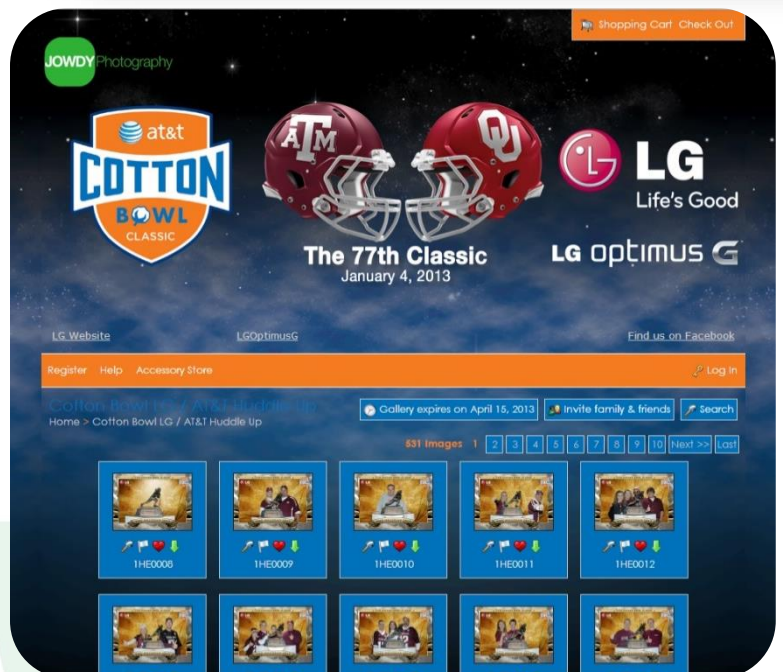 Shopping Cart Check Out
JOWDY Photography
at&t
COTTON
BOWL
CLASSIC
ATM
OU
LG
LG
Life's Good
The 77th Classic
January 4, 2013
LG optimus G
LG Website
LGOptimusG
Find us on Facebook
Register Help Accessory Store
Log In
Cotton Bowl LG / AT&T Huddle Up
Gallery expires on April 15, 2013
Invite family & friends
Search
Home > Cotton Bowl LG / AT&T Huddle Up
531 Images 1 2 3 4 5 6 7 8 9 10 Next >> Last
1HE0008
1HE0009
1HE0010
1HE0011
1HE0012